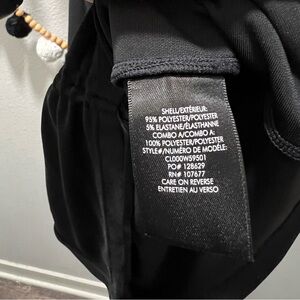 SHELL/EXTÉRIEUR:
95% POLYESTER/POLYESTER
5% ELASTANE/ÉLASTHANNE
COMBO A/COMBO A:
100% POLYESTER/POLYESTER
STYLE#/NUMÉRO DE MODÈLE:
CL000W59501
PO# 128629
RN# 107677
CARE ON REVERSE
ENTRETIEN AU VERSO